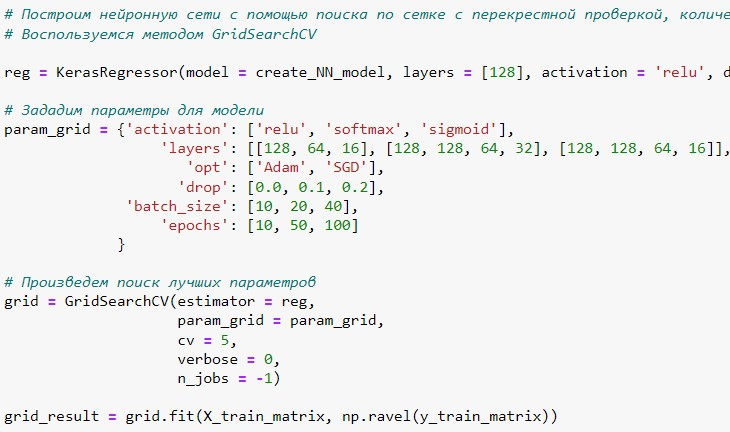 # Построим нейронную сети с помощью поиска по сетке с перекрестной проверкой,
# Воспользуемся методом GridSearchCV
reg = KerasRegressor(model = create_NN_model, layers = [128], activation = 'relu', d
# Зададим параметры для модели
param_grid = {'activation': ['relu', 'softmax', 'sigmoid'],
'layers': [[128, 64, 16], [128, 128, 64, 32], [128, 128, 64, 16]],
'opt': ['Adam', 'SGD'],
'drop': [0.0, 0.1, 0.2],
'batch_size': [10, 20, 40],
'epochs': [10, 50, 100]
}
# Произведем поиск лучших параметров
grid = GridSearchCV(estimator = reg,
param_grid = param_grid,
cv = 5,
verbose = 0,
n_jobs = -1)
grid_result = grid.fit(X_train_matrix, np.ravel(y_train_matrix))